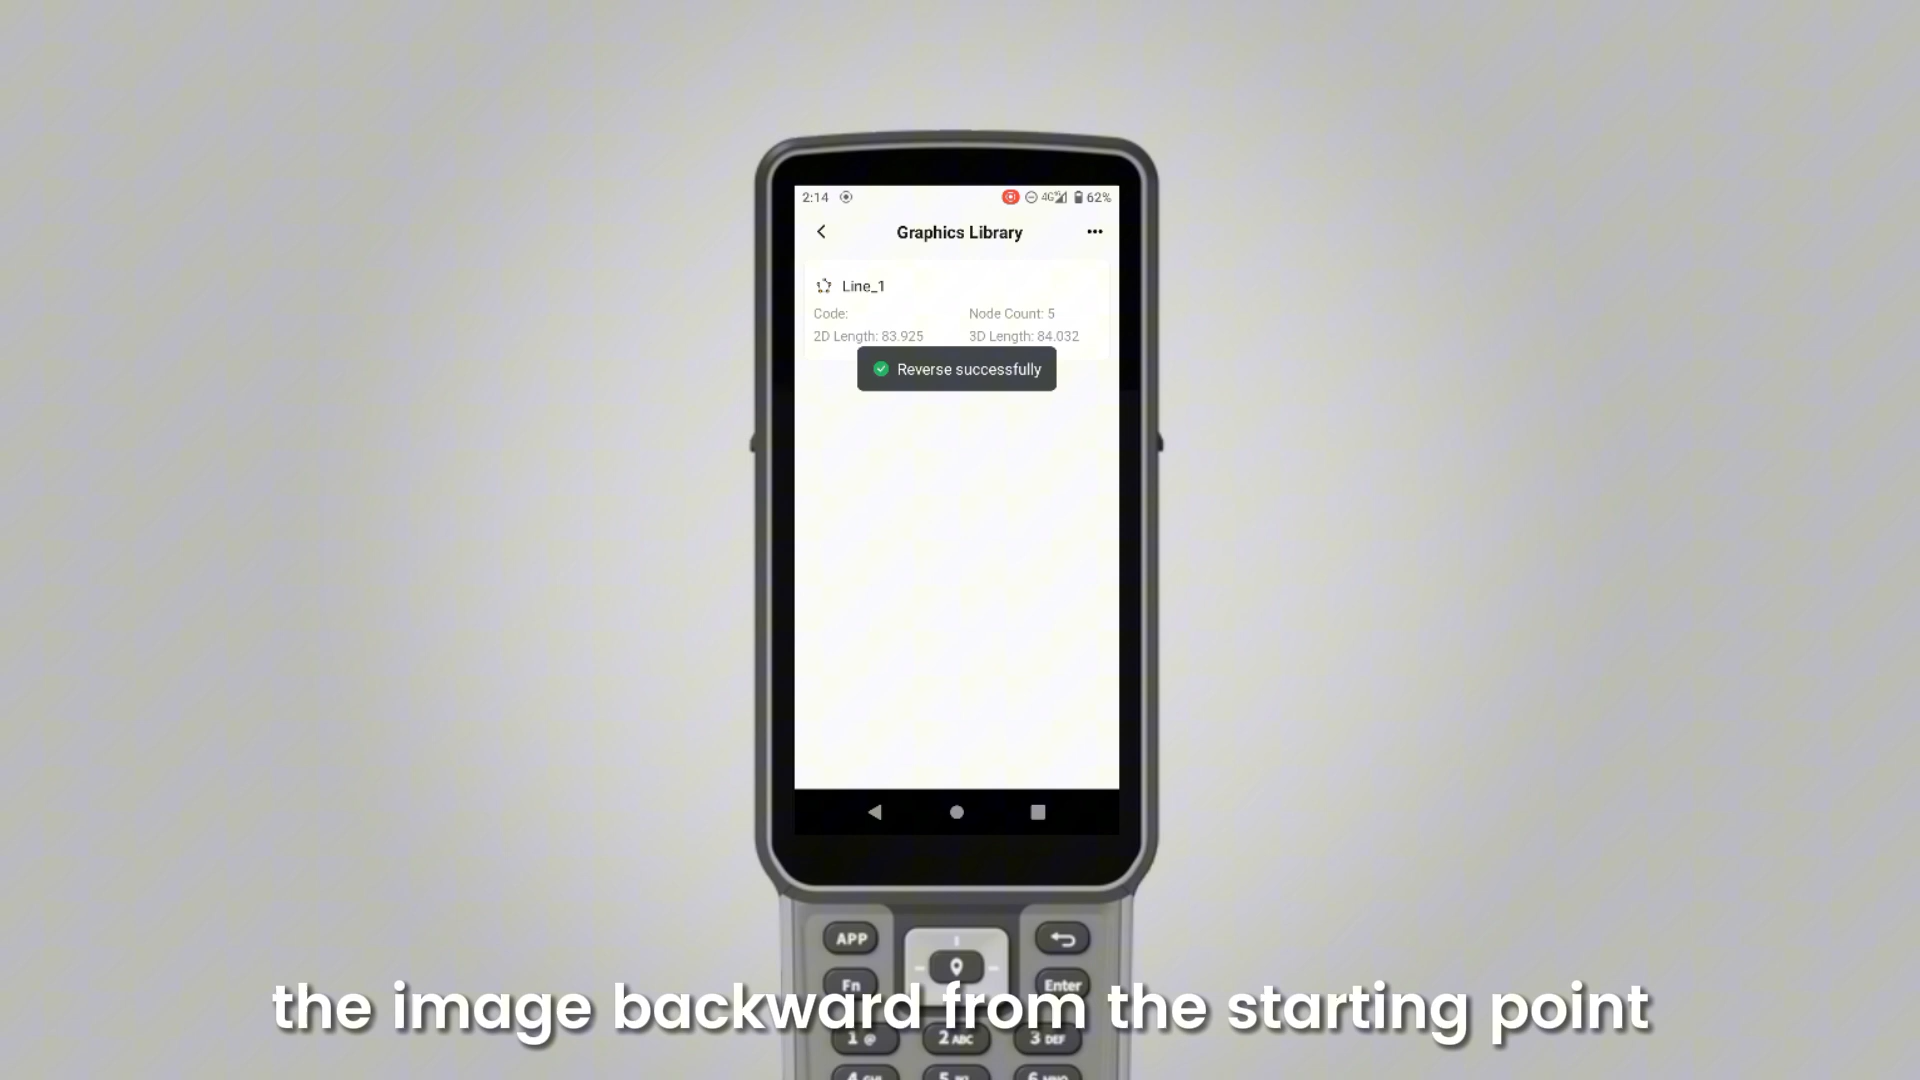 2:14 4G 62%
Graphics Library •••
Line_1
Code: Node Count: 5
2D Length: 83.925 3D Length: 84.032
Reverse successfully
APP
Fn Enter
the image backward from the starting point
1 @ 2 ABC 3 DEF